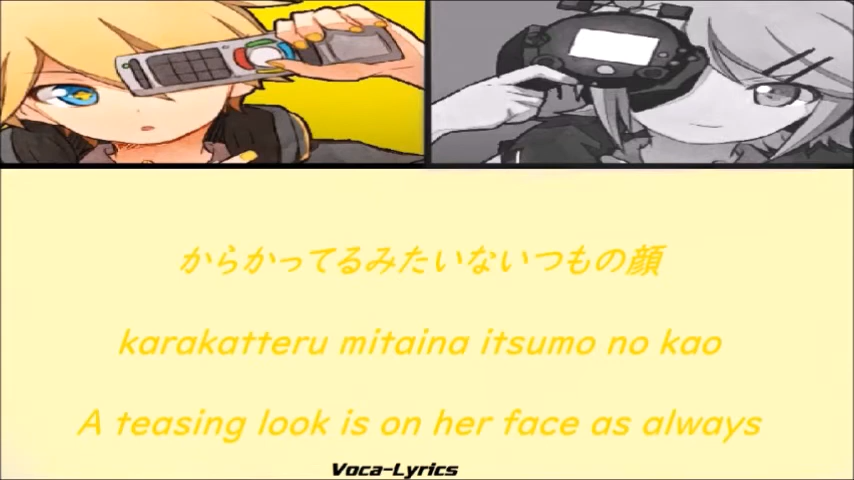 からかってるみたいないつもの顔
karakatteru mitaina itsumo no kao
A teasing look is on her face as always
Voca-Lyrics